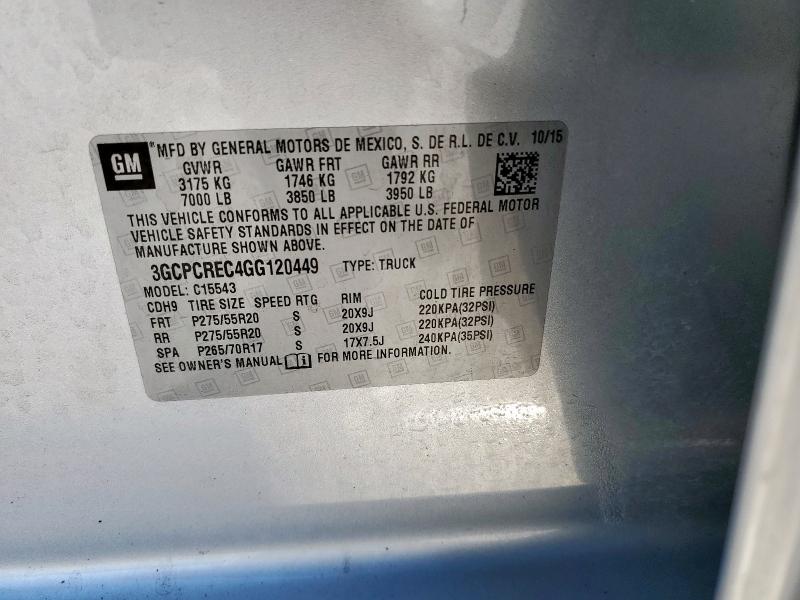 GM ®MFD BY GENERAL MOTORS DE MEXICO, S. DE R.L. DE C.V. 10/15
GVWR GAWR FRT GAWR RR
3175 KG 1746 KG 1792 KG
7000 LB 3850 LB 3950 LB
THIS VEHICLE CONFORMS TO ALL APPLICABLE U.S. FEDERAL MOTOR
VEHICLE SAFETY STANDARDS IN EFFECT ON THE DATE OF
MANUFACTURE SHOWN ABOVE.
3GCPCREC4GG120449 TYPE: TRUCK
MODEL: C15543
CDH9 TIRE SIZE SPEED RTG RIM COLD TIRE PRESSURE
FRT P275/55R20 S 20X9J 220KPA(32PSI)
RR P275/55R20 S 20X9J 220KPA(32PSI)
SPA P265/70R17 S 17X7.5J 240KPA(35PSI)
SEE OWNER'S MANUAL FOR MORE INFORMATION.